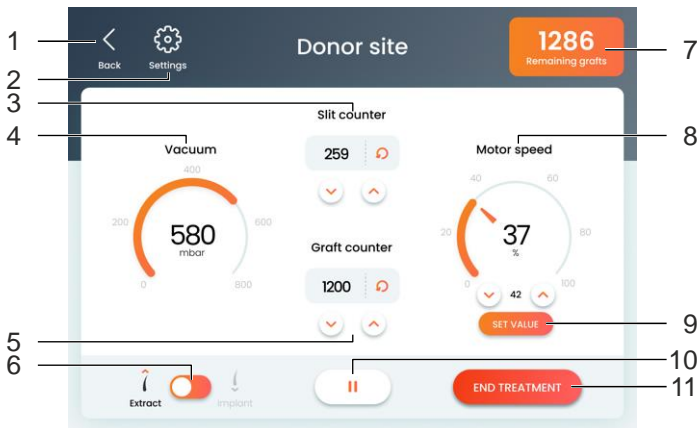 1
Back
2
Settings
Donor site
1286
Remaining grafts
7
3
Slit counter
259
4
Vacuum
0
200
400
600
800
580
mbar
8
Motor speed
0
20
40
60
80
100
37
%
42
SET VALUE
9
Graft counter
1200
5
6
Extract
Implant
10
END TREATMENT
11